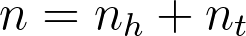 n = n_h + n_t